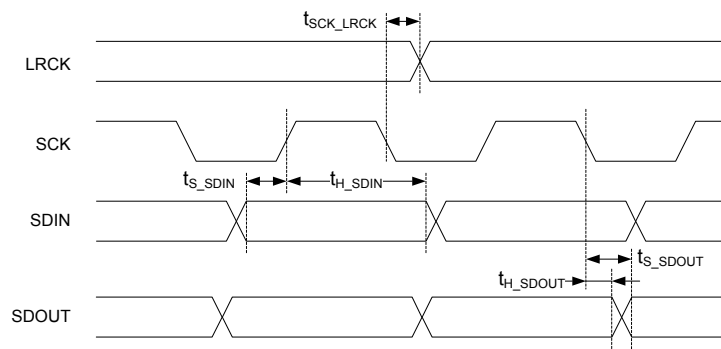 tSCK_LRCK
LRCK
SCK
tS_SDIN
tH_SDIN
SDIN
tS_SDOUT
tH_SDOUT
SDOUT